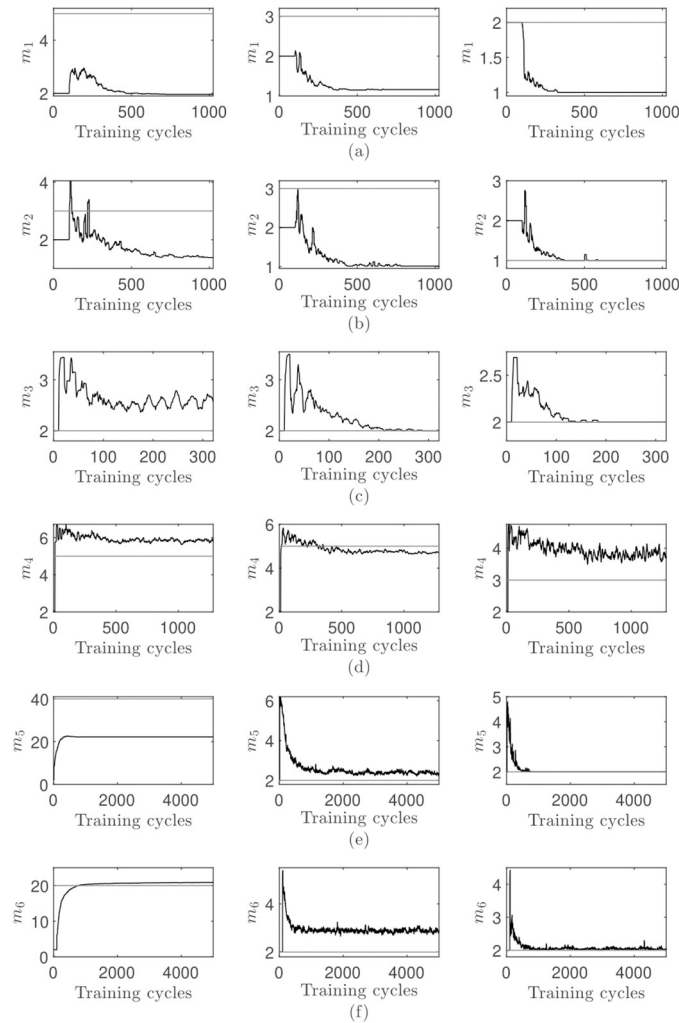 4
2
m1
0 500 1000
Training cycles
3
2
1
m1
0 500 1000
Training cycles
2
1.5
1
m1
0 500 1000
Training cycles
(a)
4
2
m2
0 500 1000
Training cycles
3
2
1
m2
0 500 1000
Training cycles
3
2
1
m2
0 500 1000
Training cycles
(b)
3
2
m3
0 100 200 300
Training cycles
3
2
m3
0 100 200 300
Training cycles
2.5
2
m3
0 100 200 300
Training cycles
(c)
6
4
2
m4
0 500 1000
Training cycles
6
4
2
m4
0 500 1000
Training cycles
4
3
2
m4
0 500 1000
Training cycles
(d)
40
20
0
m5
0 2000 4000
Training cycles
6
4
2
m5
0 2000 4000
Training cycles
5
4
3
2
m5
0 2000 4000
Training cycles
(e)
20
10
0
m6
0 2000 4000
Training cycles
4
2
m6
0 2000 4000
Training cycles
4
3
2
m6
0 2000 4000
Training cycles
(f)